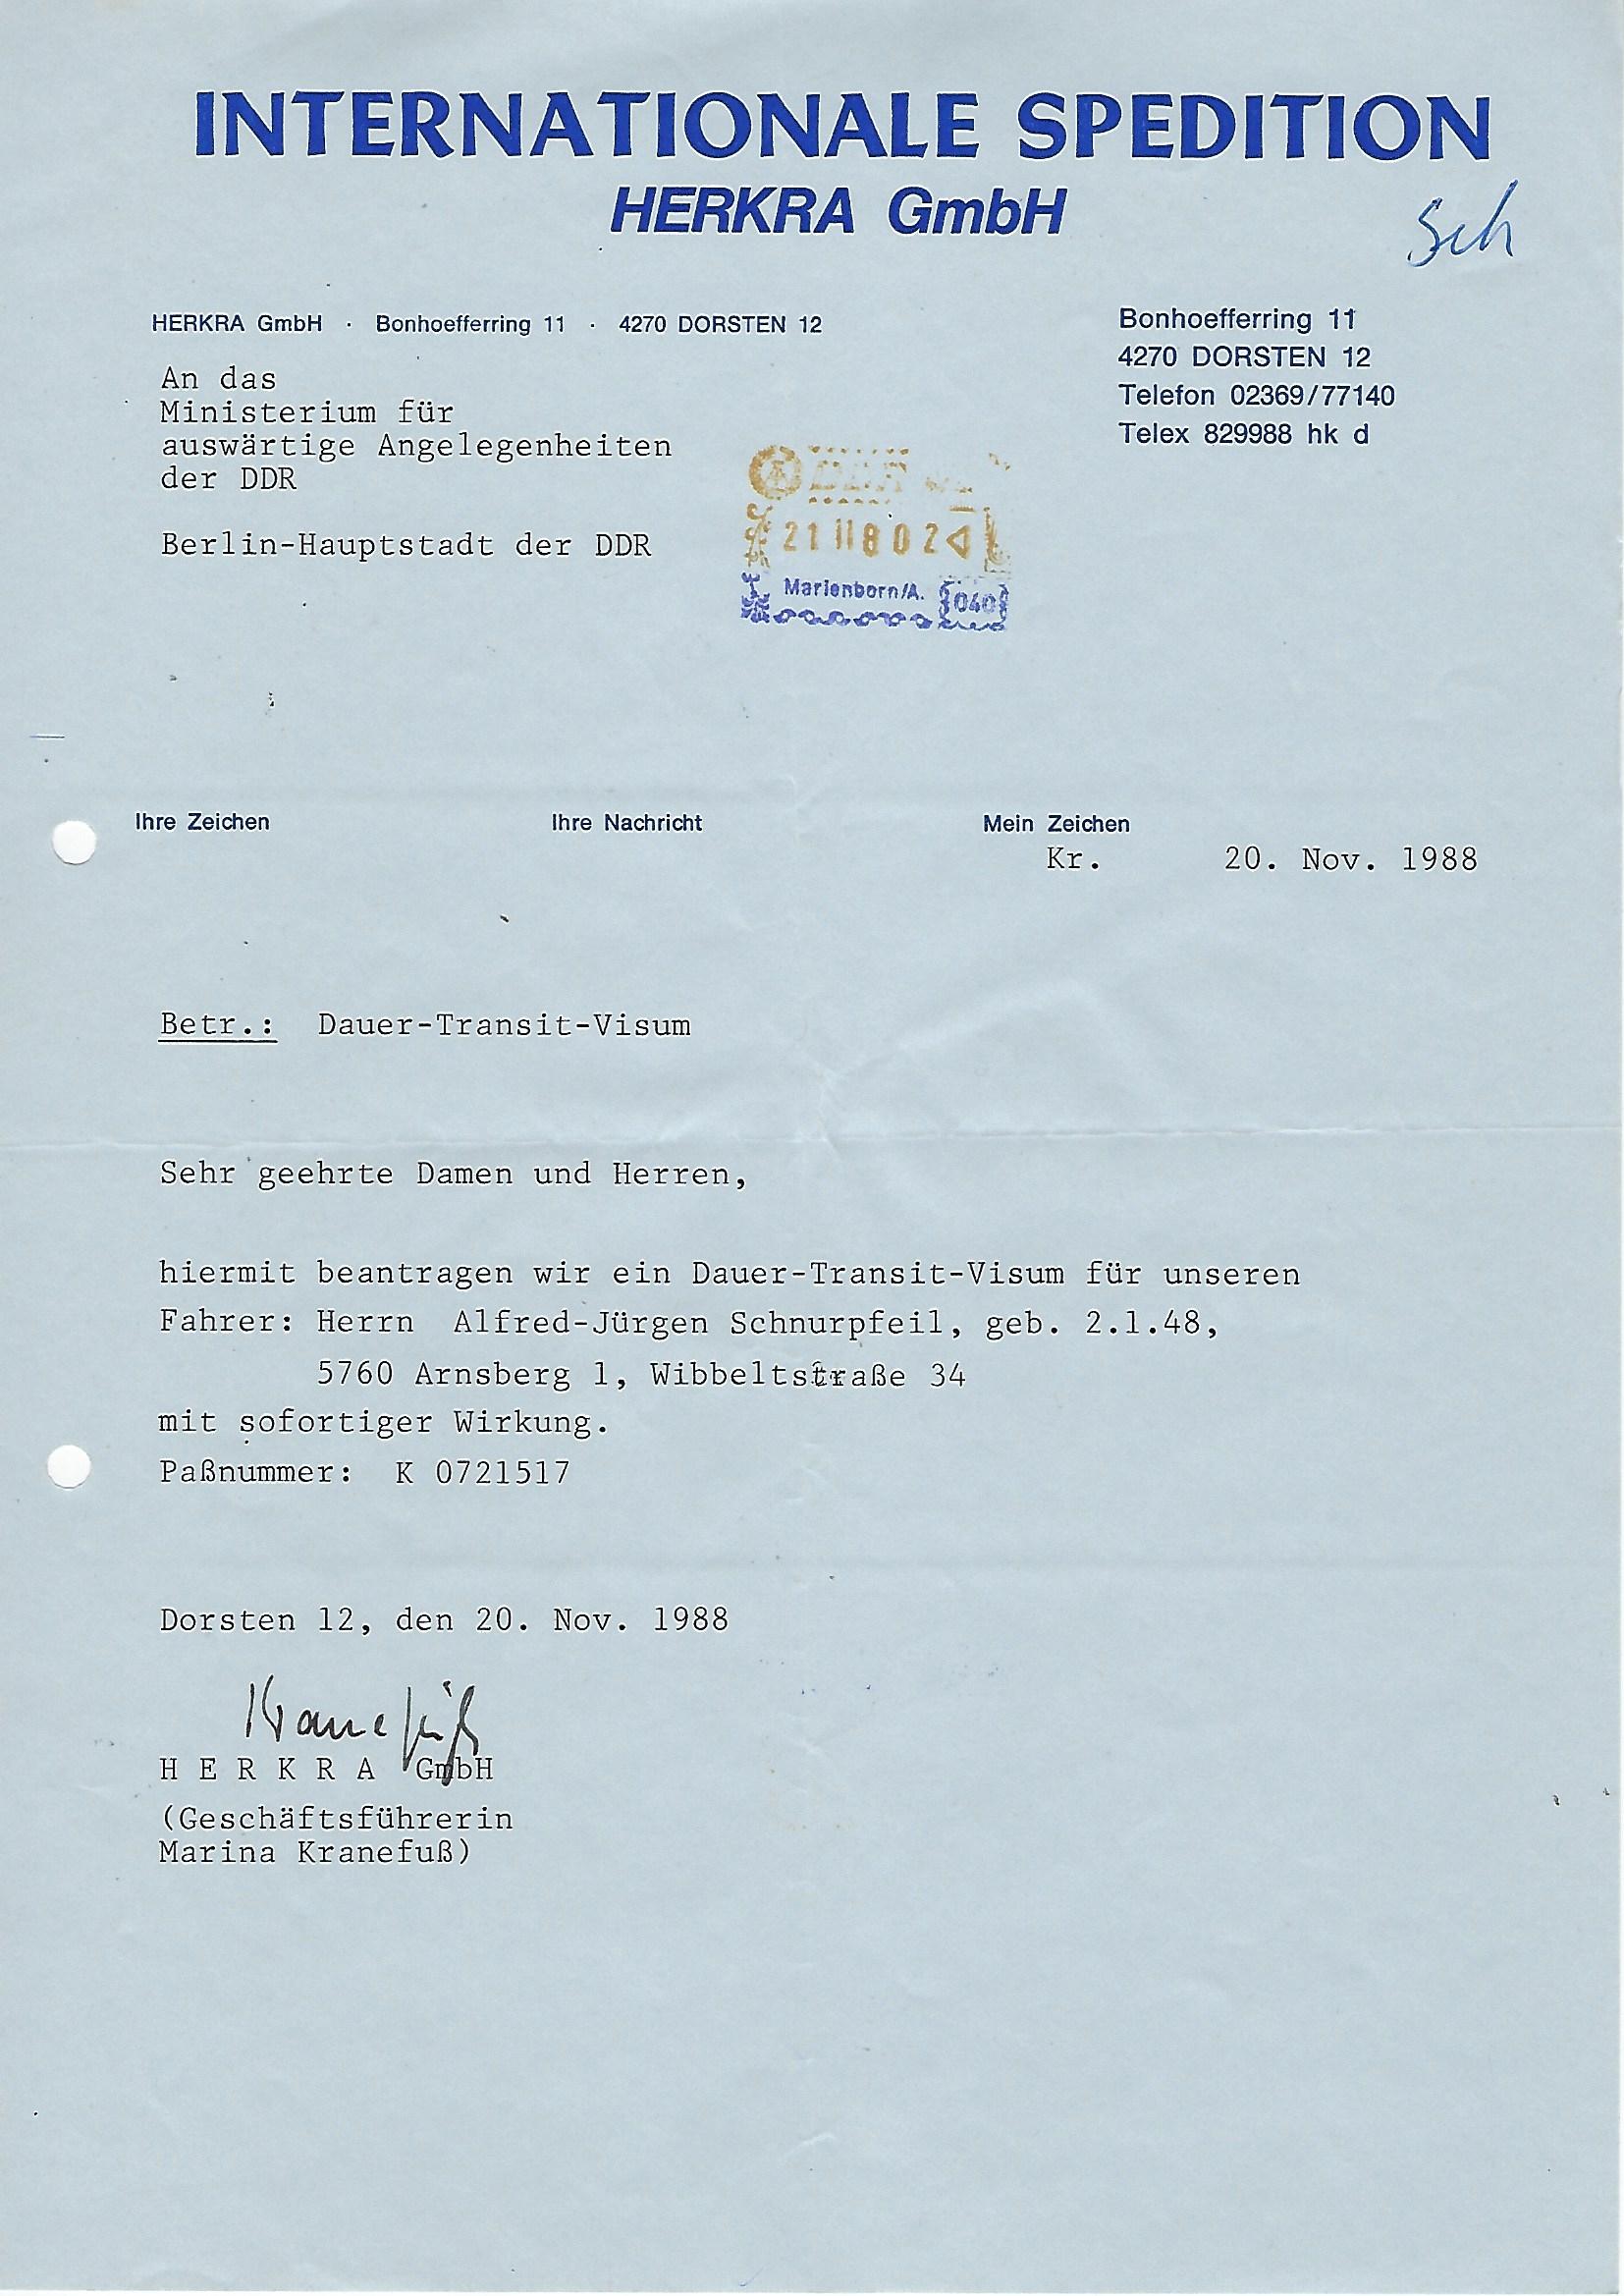 INTERNATIONALE SPEDITION
HERKRA GmbH
Sch
HERKRA GmbH · Bonhoefferring 11 · 4270 DORSTEN 12
Bonhoefferring 11
4270 DORSTEN 12
Telefon 02369/77140
Telex 829988 hk d
An das
Ministerium für
auswärtige Angelegenheiten
der DDR
Berlin-Hauptstadt der DDR
DDR
21 11 8 02
Marienborn/A. 040
Ihre Zeichen Ihre Nachricht Mein Zeichen
Kr. 20. Nov. 1988
Betr.: Dauer-Transit-Visum
Sehr geehrte Damen und Herren,
hiermit beantragen wir ein Dauer-Transit-Visum für unseren
Fahrer: Herrn Alfred-Jürgen Schnurpfeil, geb. 2.1.48,
5760 Arnsberg 1, Wibbeltstraße 34
mit sofortiger Wirkung.
Paßnummer: K 0721517
Dorsten 12, den 20. Nov. 1988
Kranefuß
H E R K R A GmbH
(Geschäftsführerin
Marina Kranefuß)